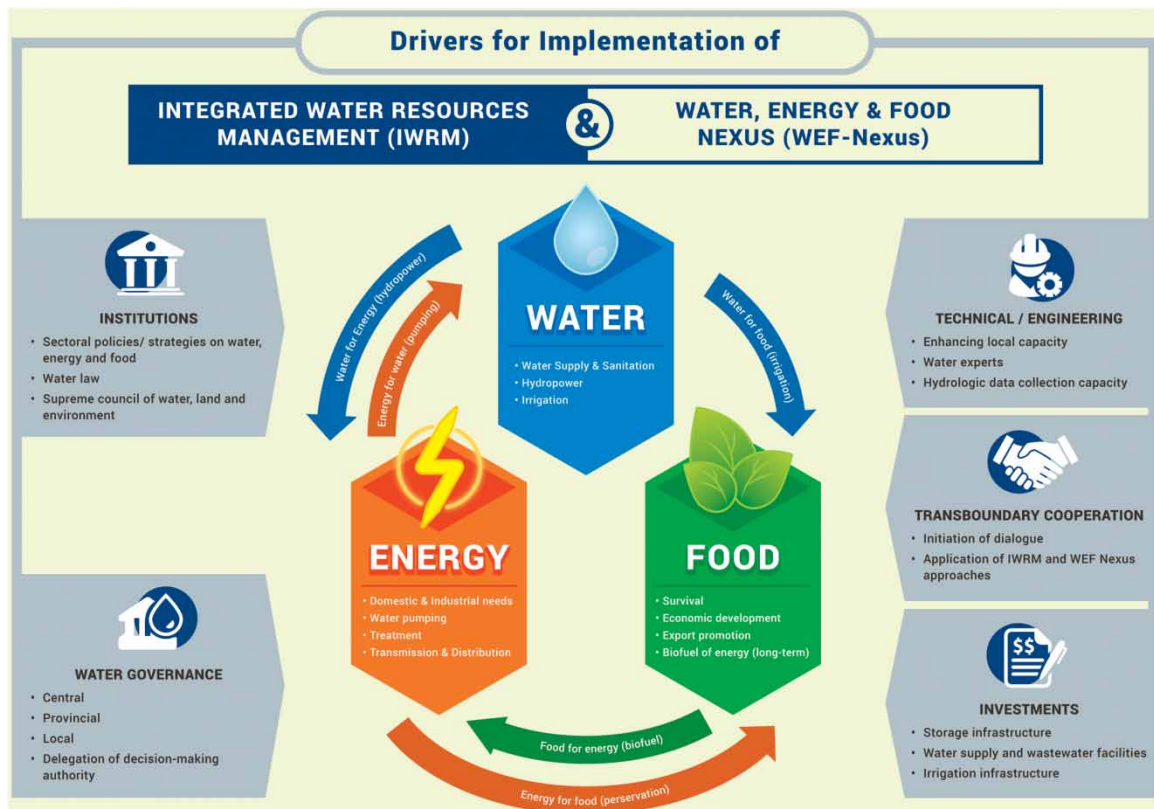 Drivers for Implementation of
INTEGRATED WATER RESOURCES
MANAGEMENT (IWRM)
&
WATER, ENERGY & FOOD
NEXUS (WEF-Nexus)
INSTITUTIONS
• Sectoral policies/ strategies on water,
energy and food
• Water law
• Supreme council of water, land and
environment
WATER GOVERNANCE
• Central
• Provincial
• Local
• Delegation of decision-making
authority
Water for Energy (hydropower)
Energy for water (pumping)
WATER
• Water Supply & Sanitation
• Hydropower
• Irrigation
Water for food (irrigation)
ENERGY
• Domestic & Industrial needs
• Water pumping
• Treatment
• Transmission & Distribution
FOOD
• Survival
• Economic development
• Export promotion
• Biofuel of energy (long-term)
Food for energy (biofuel)
Energy for food (perservation)
TECHNICAL / ENGINEERING
• Enhancing local capacity
• Water experts
• Hydrologic data collection capacity
TRANSBOUNDARY COOPERATION
• Initiation of dialogue
• Application of IWRM and WEF Nexus
approaches
$$
INVESTMENTS
• Storage infrastructure
• Water supply and wastewater facilities
• Irrigation infrastructure